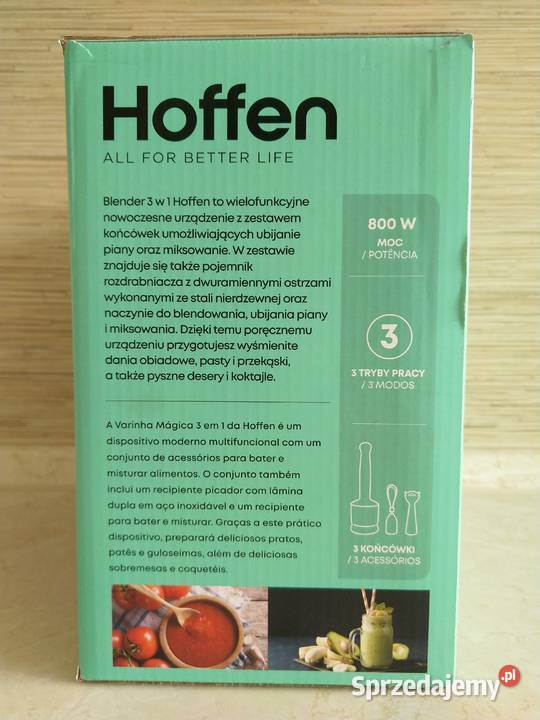 Hoffen
ALL FOR BETTER LIFE
Blender 3 w 1 Hoffen to wielofunkcyjne
nowoczesne urządzenie z zestawem
końcówek umożliwiających ubijanie
piany oraz miksowanie. W zestawie
znajduje się także pojemnik
rozdrabniacza z dwuramiennymi ostrzami
wykonanymi ze stali nierdzewnej oraz
naczynie do blendowania, ubijania piany
i miksowania. Dzięki temu poręcznemu
urządzeniu przygotujesz wyśmienite
dania obiadowe, pasty i przekąski,
a także pyszne desery i koktajle.
A Varinha Mágica 3 em 1 da Hoffen é um
dispositivo moderno multifuncional com um
conjunto de acessórios para bater e
misturar alimentos. O conjunto também
inclui um recipiente picador com lâmina
dupla em aço inoxidável e um recipiente
para bater e misturar. Graças a este prático
dispositivo, preparará deliciosos pratos,
patês e guloseimas, além de deliciosas
sobremesas e coquetéis.
800 W
MOC
/ POTÊNCIA
3
3 TRYBY PRACY
/ 3 MODOS
3 KOŃCÓWKI
/ 3 ACESSÓRIOS
Sprzedajemy.pl